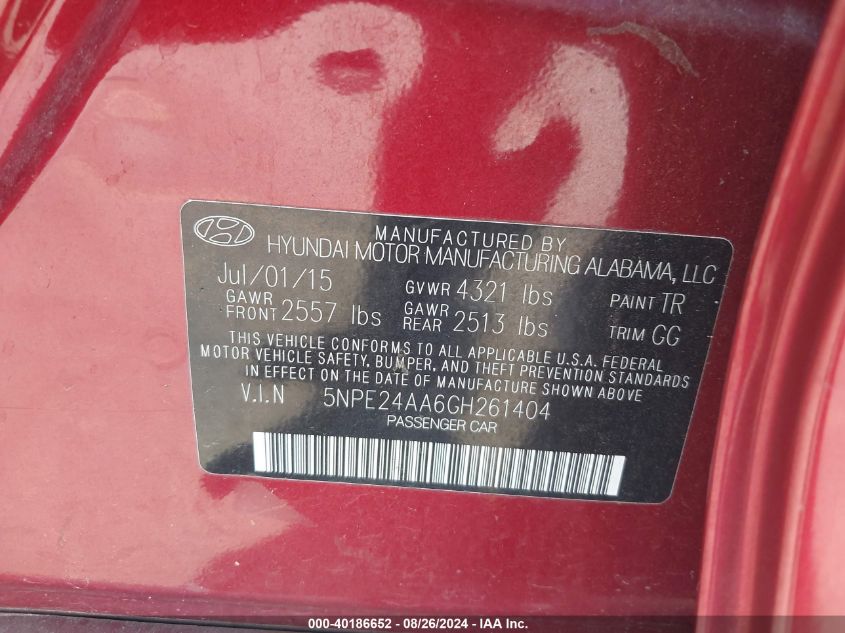 MANUFACTURED BY
HYUNDAI MOTOR MANUFACTURING ALABAMA, LLC
Jul/01/15 GVWR 4321 lbs PAINT TR
GAWR FRONT 2557 lbs GAWR REAR 2513 lbs TRIM GG
THIS VEHICLE CONFORMS TO ALL APPLICABLE U.S.A. FEDERAL
MOTOR VEHICLE SAFETY, BUMPER, AND THEFT PREVENTION STANDARDS
IN EFFECT ON THE DATE OF MANUFACTURE SHOWN ABOVE
V.I.N 5NPE24AA6GH261404
PASSENGER CAR
000-40186652 - 08/26/2024 - IAA Inc.